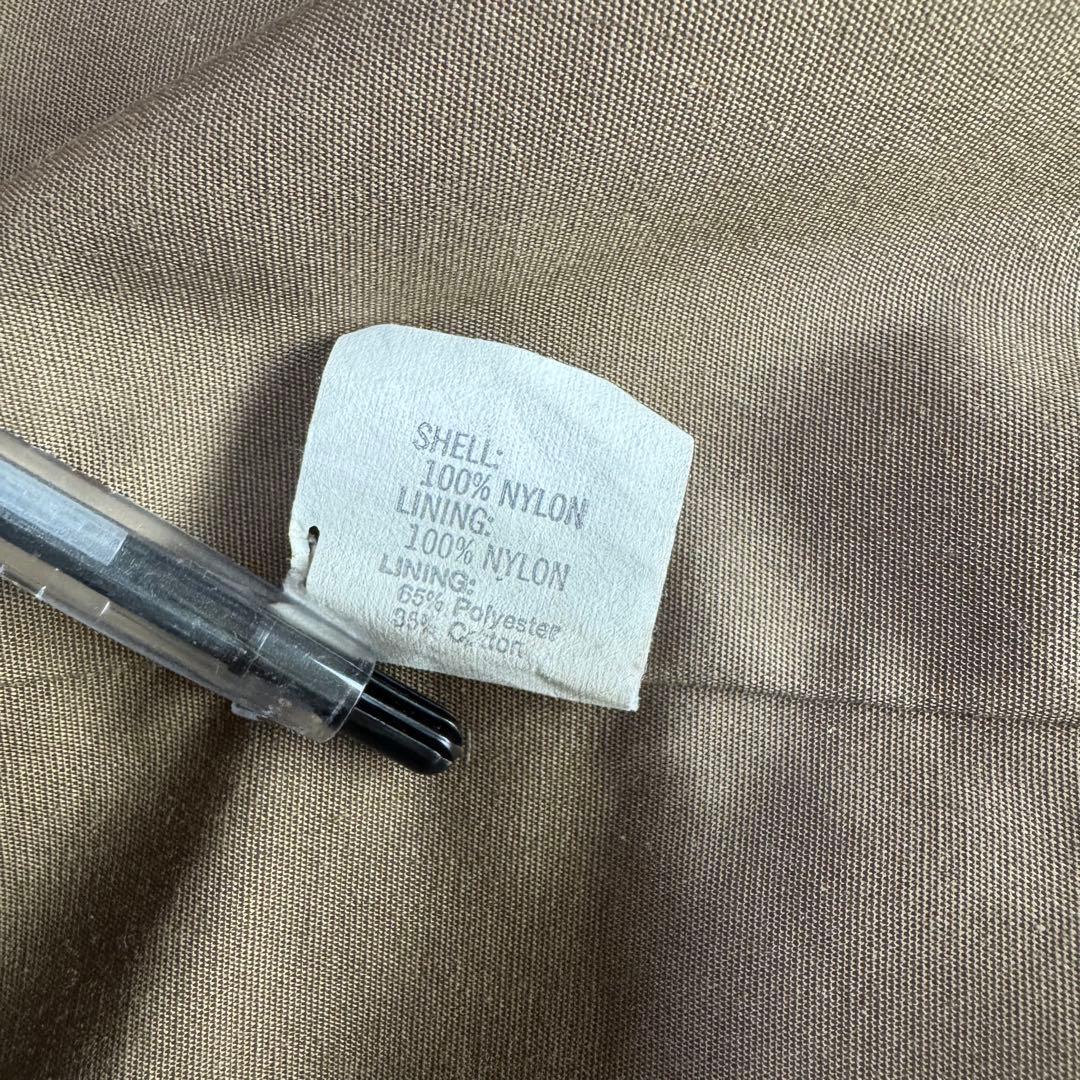 SHELL:
100% NYLON
LINING:
100% NYLON
LINING:
65% Polyester
35% Cotton